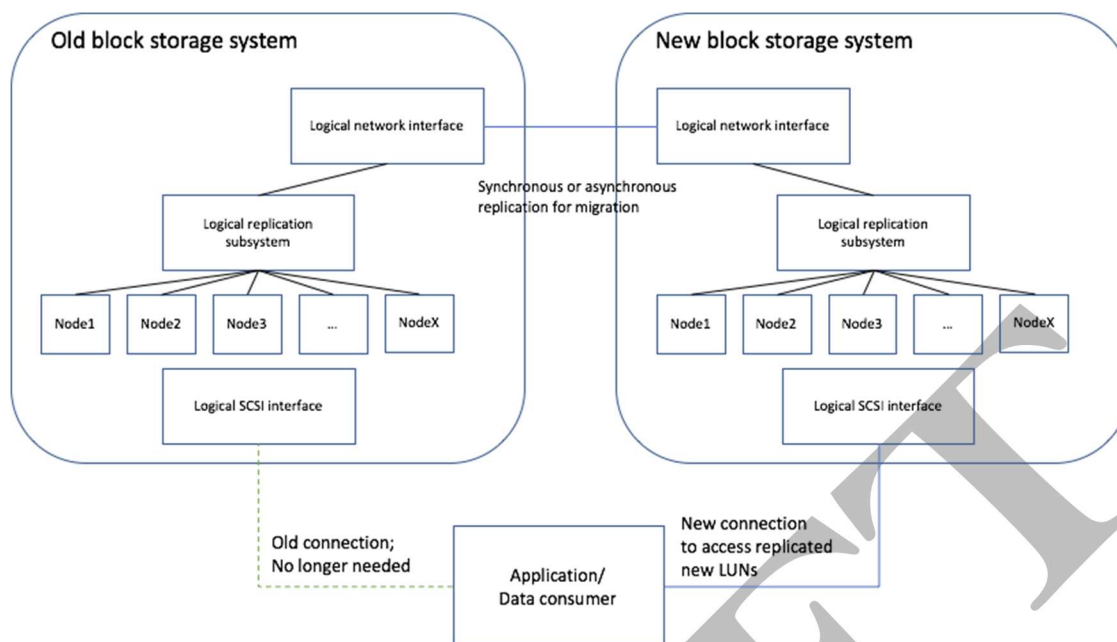 Old block storage system
New block storage system
Logical network interface
Logical network interface
Synchronous or asynchronous
replication for migration
Logical replication
subsystem
Logical replication
subsystem
Node1
Node2
Node3
...
NodeX
Node1
Node2
Node3
...
NodeX
Logical SCSI interface
Logical SCSI interface
Old connection;
No longer needed
Application/
Data consumer
New connection
to access replicated
new LUNs